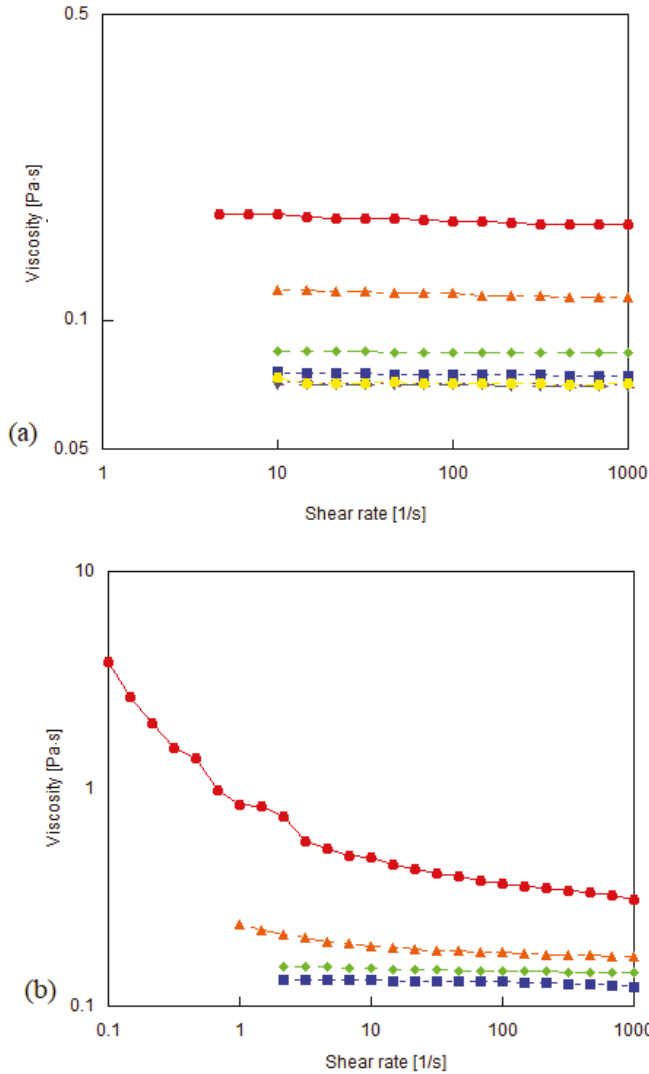 0.5
Viscosity [Pa·s]
0.1
(a)
0.05
1 10 100 1000
Shear rate [1/s]
10
Viscosity [Pa·s]
1
(b)
0.1
0.1 1 10 100 1000
Shear rate [1/s]